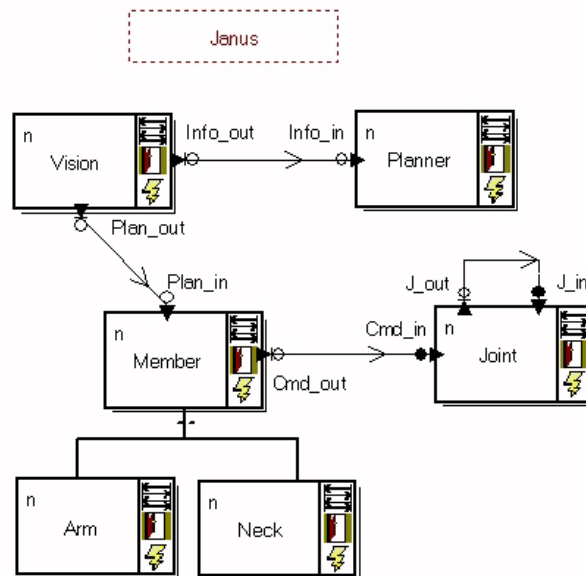 Janus
n
Vision
Info_out
Info_in
n
Planner
Plan_out
Plan_in
J_out
J_in
n
Member
Cmd_in
Cmd_out
n
Joint
n
Arm
n
Neck